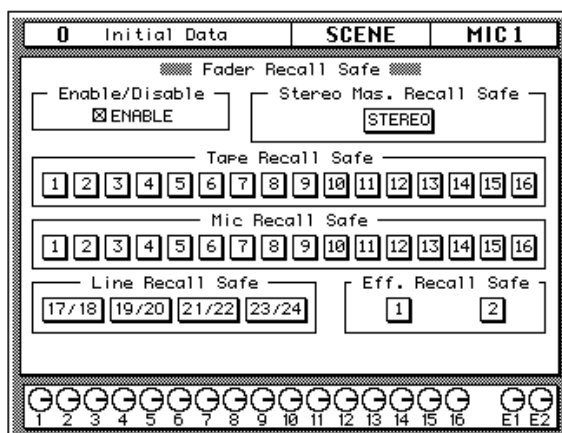 0 Initial Data SCENE MIC 1
Fader Recall Safe
Enable/Disable Stereo Mas. Recall Safe
ENABLE STEREO
Tape Recall Safe
1 2 3 4 5 6 7 8 9 10 11 12 13 14 15 16
Mic Recall Safe
1 2 3 4 5 6 7 8 9 10 11 12 13 14 15 16
Line Recall Safe Eff. Recall Safe
17/18 19/20 21/22 23/24 1 2
1 2 3 4 5 6 7 8 9 10 11 12 13 14 15 16 E1 E2